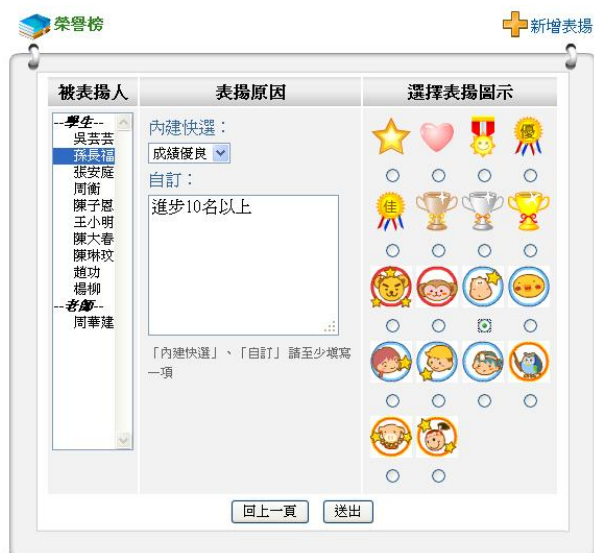 榮譽榜
新增表揚
被表揚人
表揚原因
選擇表揚圖示
--學生--
吳芸芸
孫長福
張安庭
周衡
陳子恩
王小明
陳大春
陳琳玟
趙功
楊柳
--老師--
周華建
內建快選：
成績優良
自訂：
進步10名以上
「內建快選」、「自訂」請至少填寫
一項
優
佳
回上一頁
送出